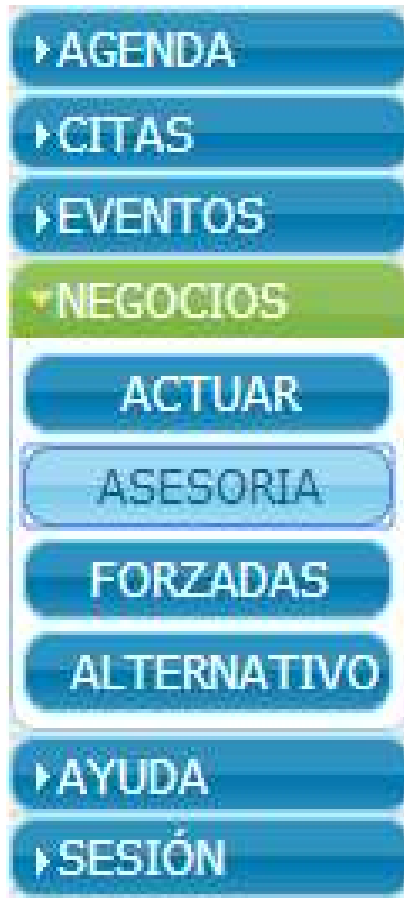 AGENDA
CITAS
EVENTOS
NEGOCIOS
ACTUAR
ASESORIA
FORZADAS
ALTERNATIVO
AYUDA
SESIÓN